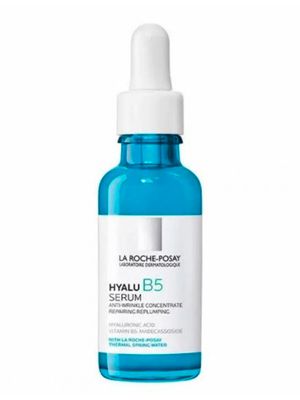 LA ROCHE-POSAY
LABORATOIRE DERMATOLOGIQUE
HYALU B5
SERUM
ANTI-WRINKLE CONCENTRATE
REPAIRING REPLUMPING
HYALURONIC ACID
VITAMIN B5. MADECASSOSIDE
WITH LA ROCHE-POSAY
THERMAL SPRING WATER